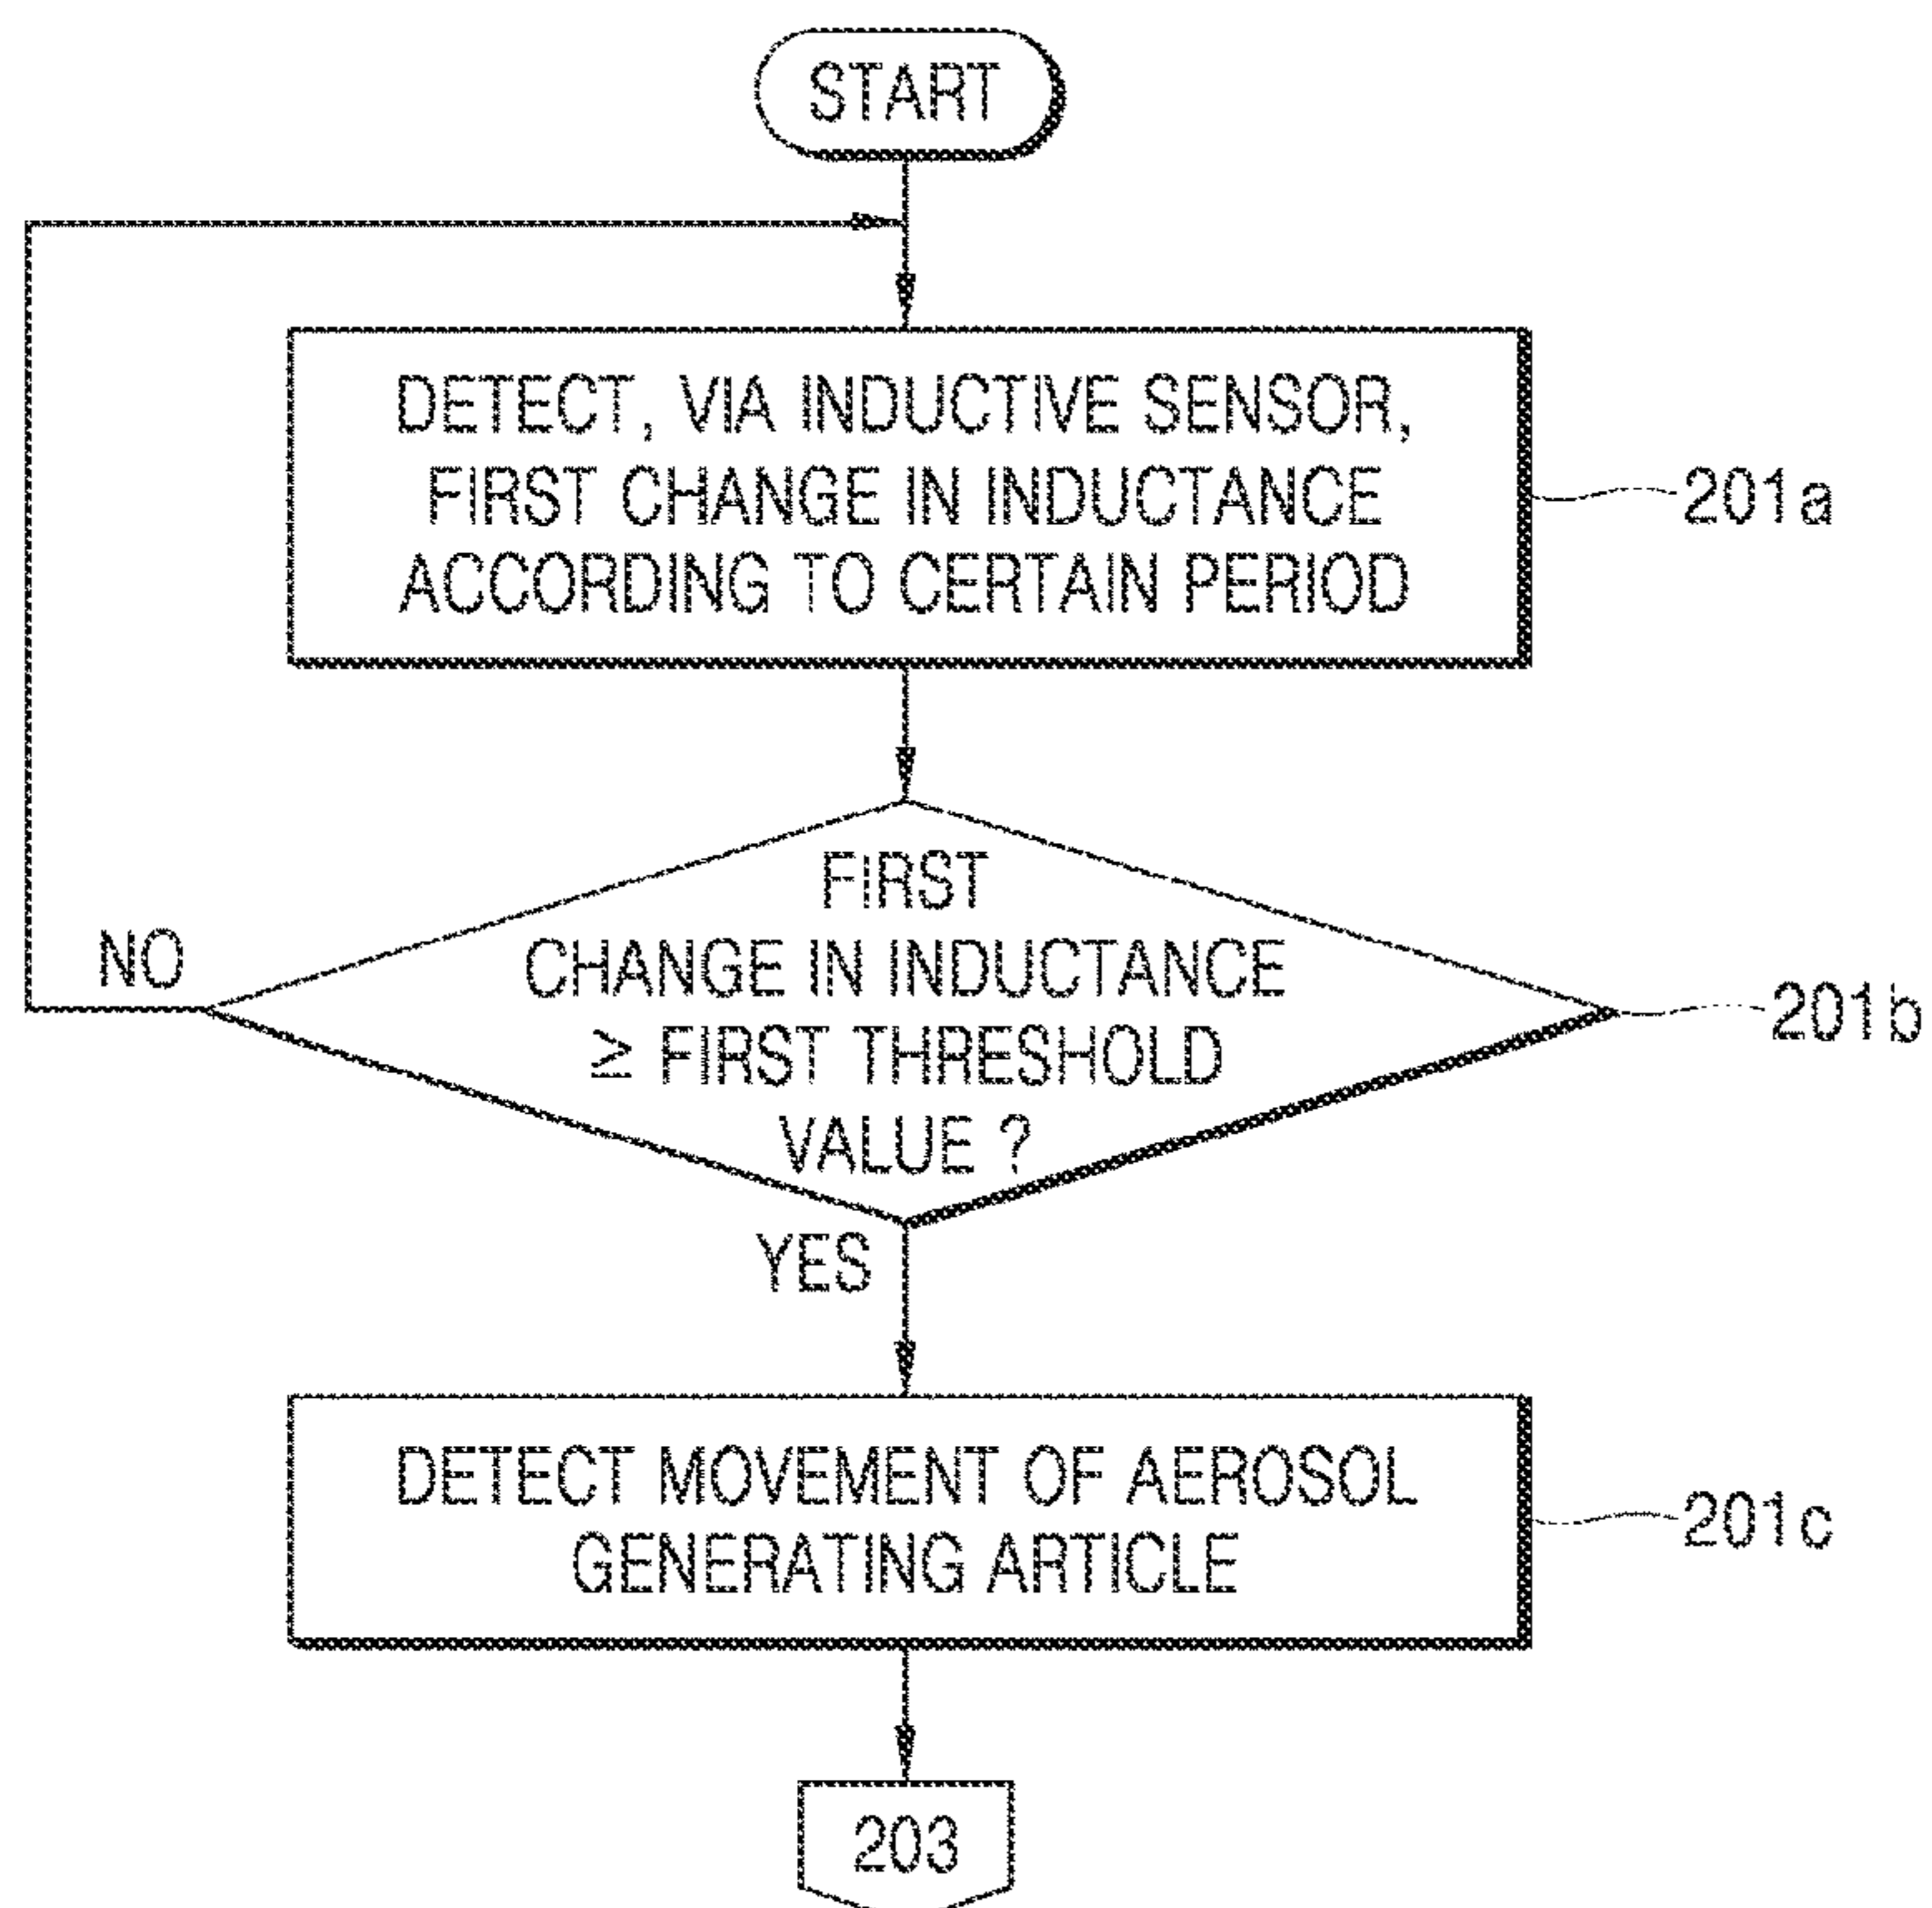 START
DETECT, VIA INDUCTIVE SENSOR,
FIRST CHANGE IN INDUCTANCE
ACCORDING TO CERTAIN PERIOD
201a
FIRST
CHANGE IN INDUCTANCE
≥ FIRST THRESHOLD
VALUE ?
NO
201b
YES
DETECT MOVEMENT OF AEROSOL
GENERATING ARTICLE
201c
203